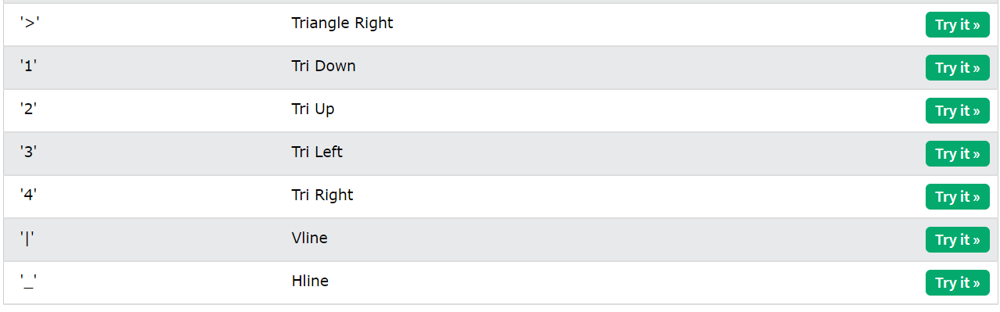 '>' Triangle Right Try it »
'1' Tri Down Try it »
'2' Tri Up Try it »
'3' Tri Left Try it »
'4' Tri Right Try it »
'|' Vline Try it »
'_' Hline Try it »